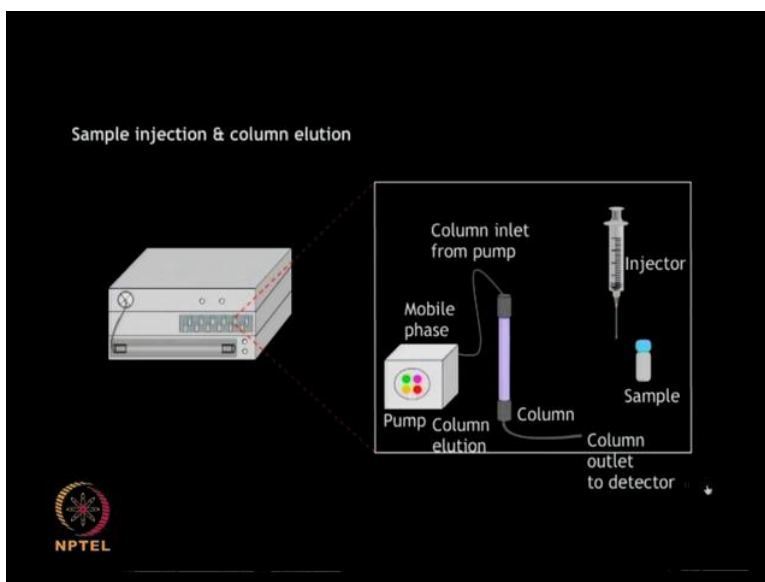 Sample injection & column elution
Column inlet
from pump
Injector
Mobile
phase
Sample
Pump
Column
elution
Column
Column
outlet
to detector
NPTEL